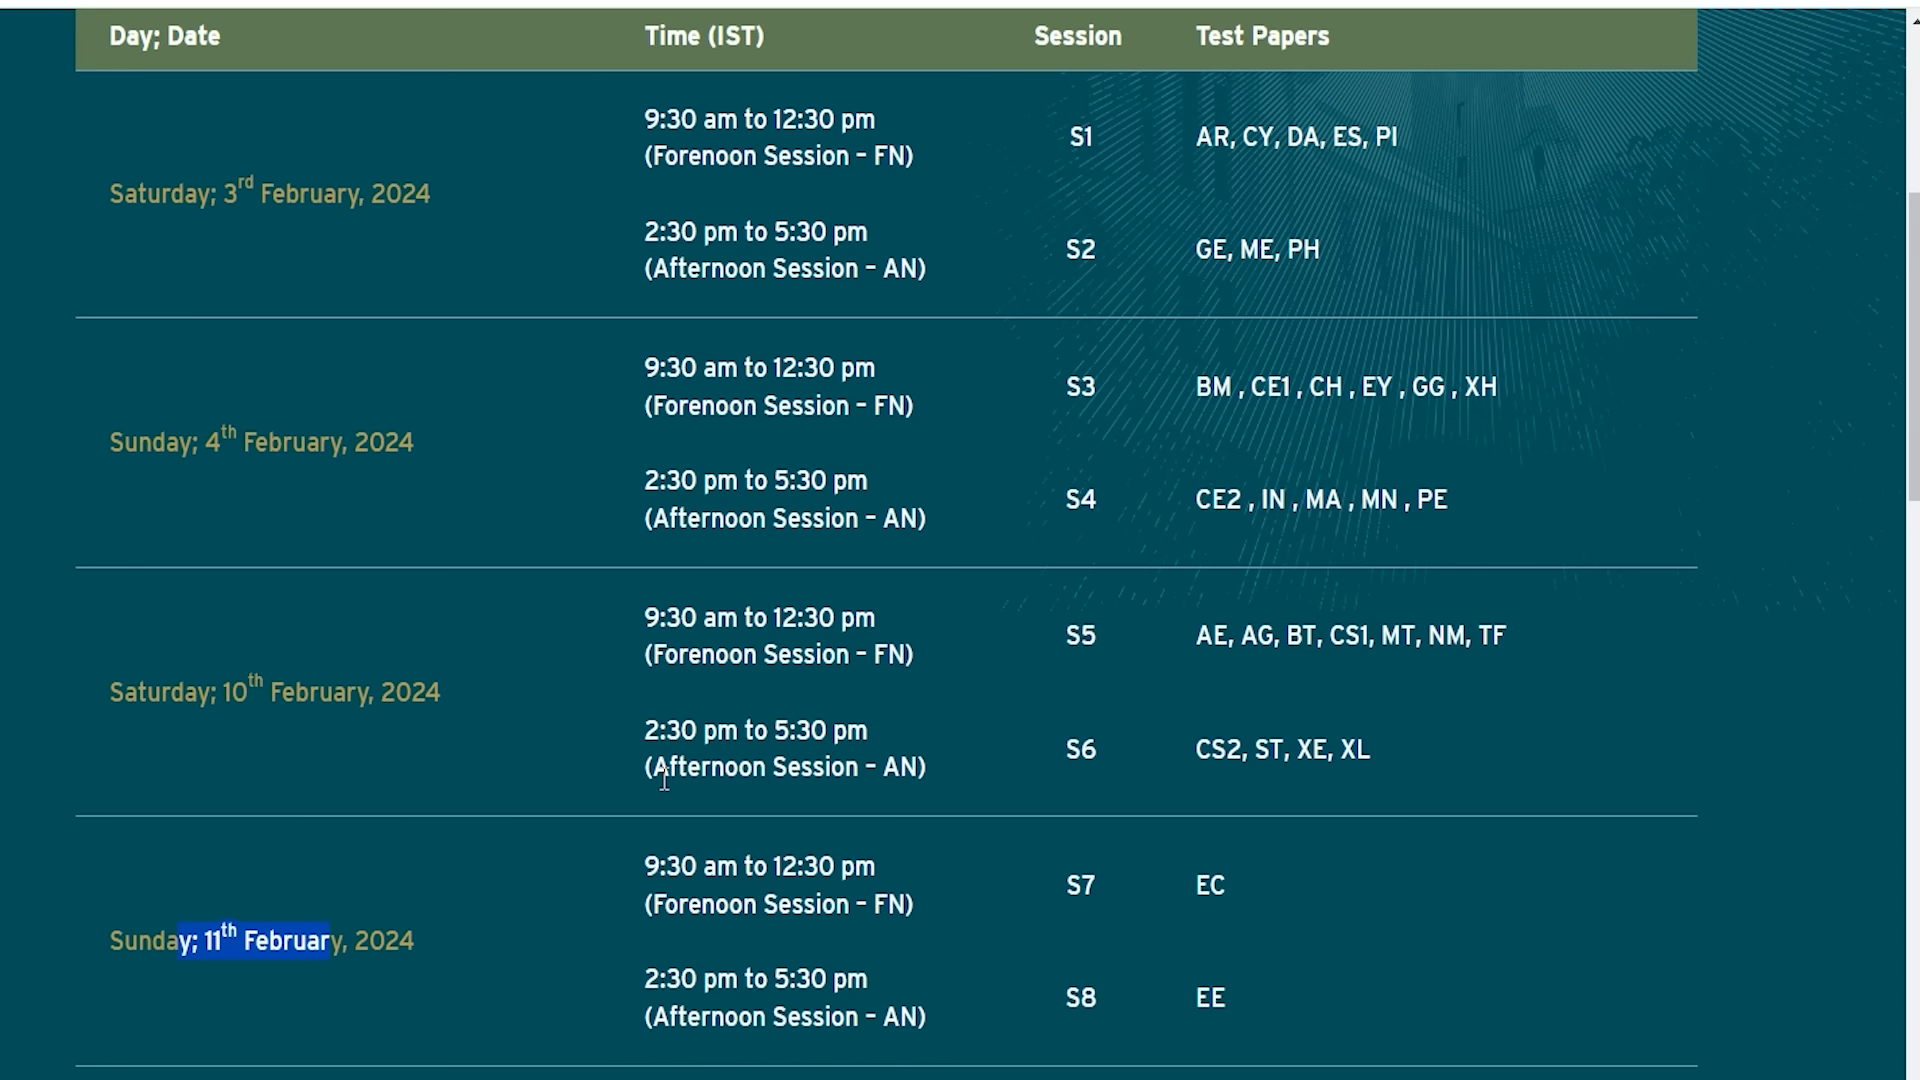 Day; Date Time (IST) Session Test Papers
9:30 am to 12:30 pm
(Forenoon Session – FN) S1 AR, CY, DA, ES, PI
Saturday; 3rd February, 2024
2:30 pm to 5:30 pm
(Afternoon Session – AN) S2 GE, ME, PH
9:30 am to 12:30 pm
(Forenoon Session – FN) S3 BM , CE1 , CH , EY , GG , XH
Sunday; 4th February, 2024
2:30 pm to 5:30 pm
(Afternoon Session – AN) S4 CE2 , IN , MA , MN , PE
9:30 am to 12:30 pm
(Forenoon Session – FN) S5 AE, AG, BT, CS1, MT, NM, TF
Saturday; 10th February, 2024
2:30 pm to 5:30 pm
(Afternoon Session – AN) S6 CS2, ST, XE, XL
9:30 am to 12:30 pm
(Forenoon Session – FN) S7 EC
Sunday; 11th February, 2024
2:30 pm to 5:30 pm
(Afternoon Session – AN) S8 EE